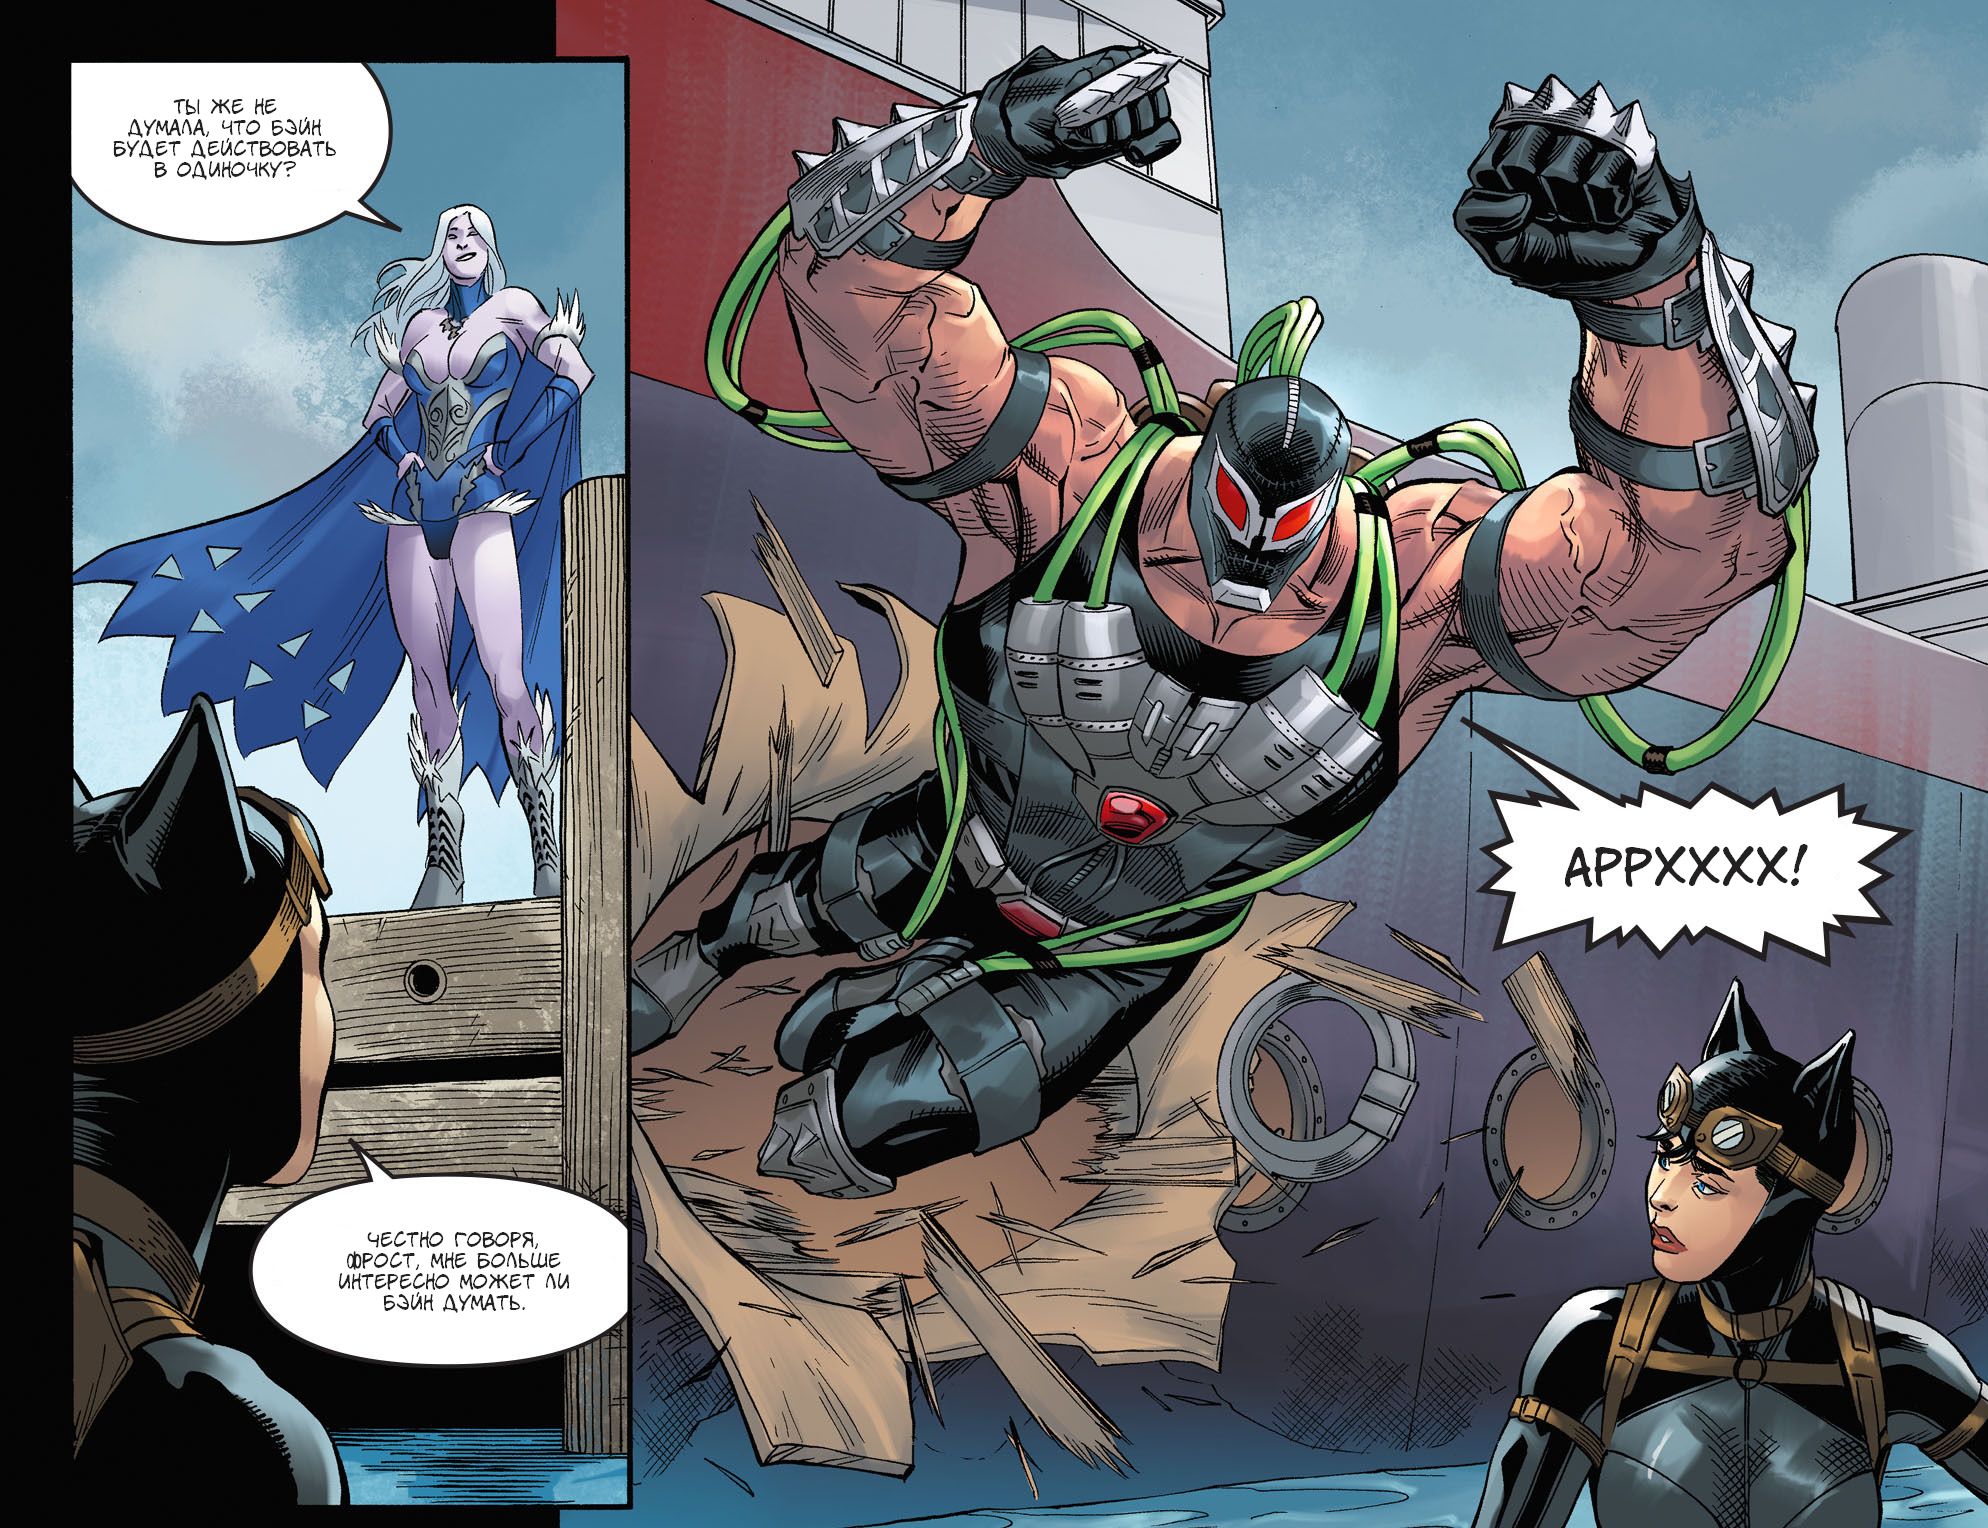 ТЫ ЖЕ НЕ
ДУМАЛА, ЧТО БЭЙН
БУДЕТ ДЕЙСТВОВАТЬ
В ОДИНОЧКУ?
ЧЕСТНО ГОВОРЯ,
ФРОСТ, МНЕ БОЛЬШЕ
ИНТЕРЕСНО МОЖЕТ ЛИ
БЭЙН ДУМАТЬ.
АРРХХХХ!